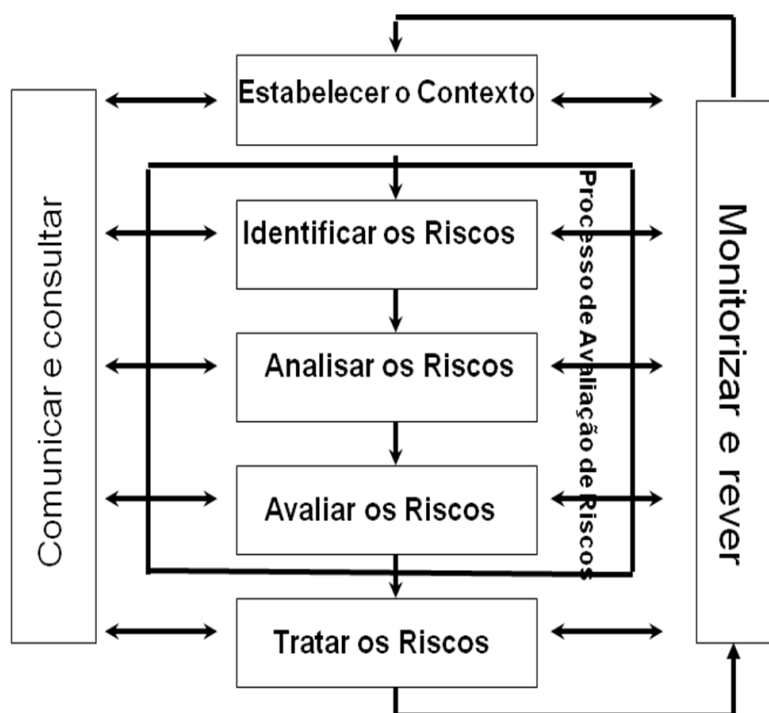 Estabelecer o Contexto
Comunicar e consultar
Identificar os Riscos
Analisar os Riscos
Avaliar os Riscos
Processo de Avaliação de Riscos
Monitorizar e rever
Tratar os Riscos